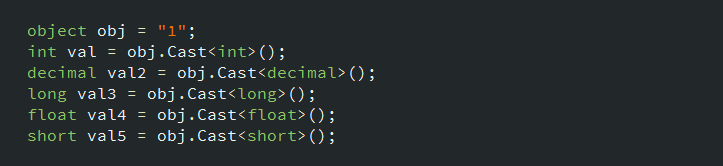 object obj = "1";
int val = obj.Cast<int>();
decimal val2 = obj.Cast<decimal>();
long val3 = obj.Cast<long>();
float val4 = obj.Cast<float>();
short val5 = obj.Cast<short>();